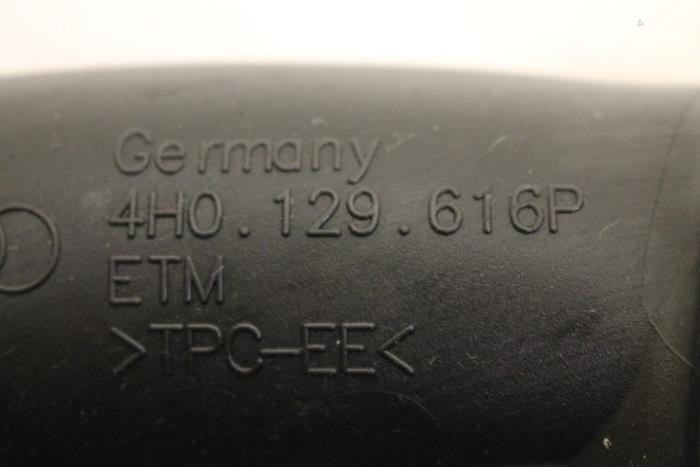 Germany
4H0.129.616P
ETM
>TPC-EE<